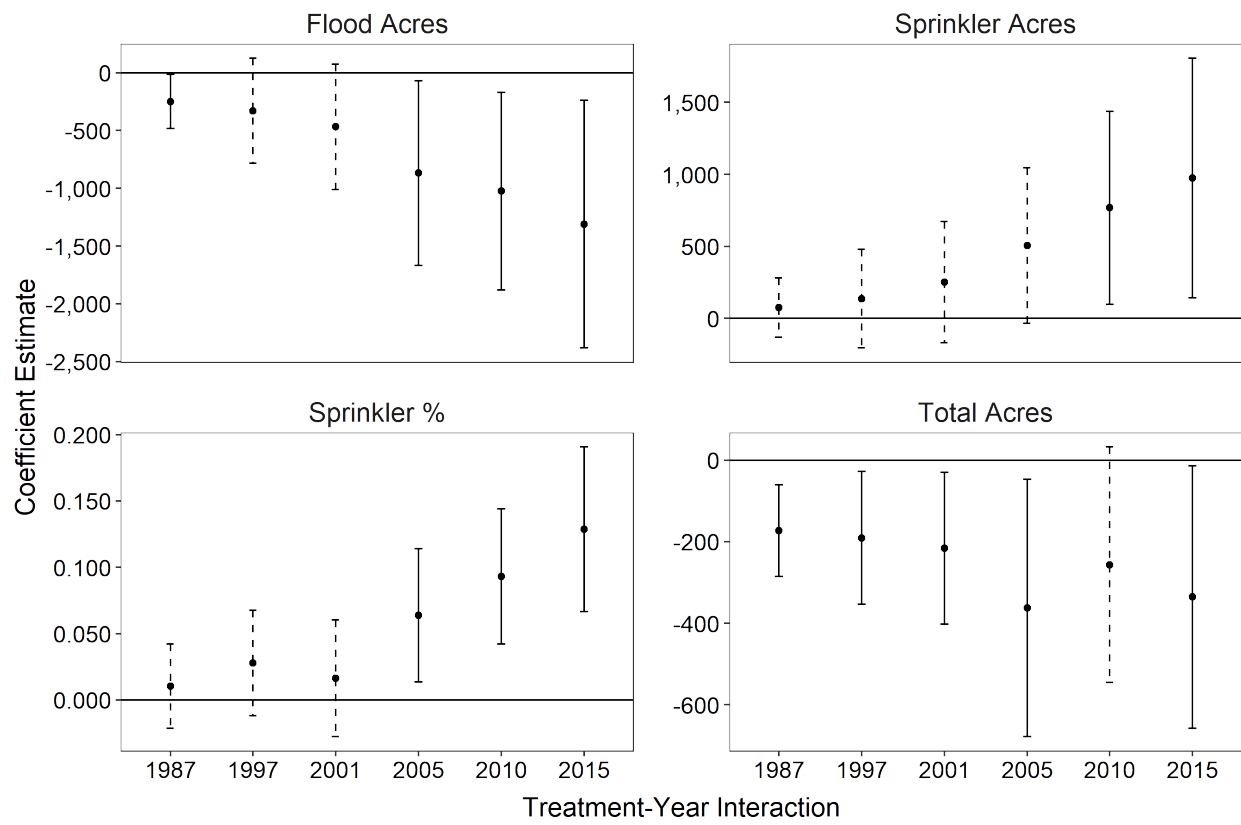 Flood Acres
Sprinkler Acres
0
-500
-1,000
-1,500
-2,000
-2,500
1,500
1,000
500
0
Coefficient Estimate
Sprinkler %
Total Acres
0.200
0.150
0.100
0.050
0.000
0
-200
-400
-600
1987 1997 2001 2005 2010 2015
1987 1997 2001 2005 2010 2015
Treatment-Year Interaction